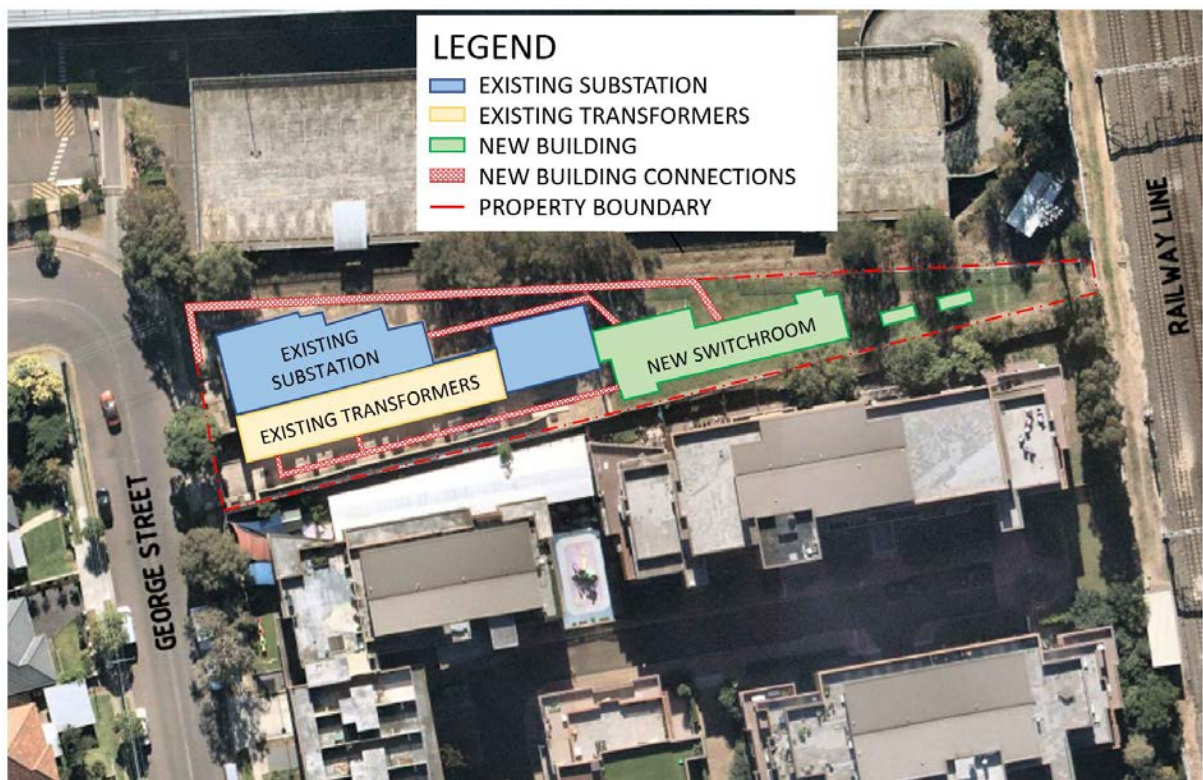 LEGEND
EXISTING SUBSTATION
EXISTING TRANSFORMERS
NEW BUILDING
NEW BUILDING CONNECTIONS
PROPERTY BOUNDARY
RAILWAY LINE
EXISTING
SUBSTATION
NEW SWITCHROOM
EXISTING TRANSFORMERS
GEORGE STREET